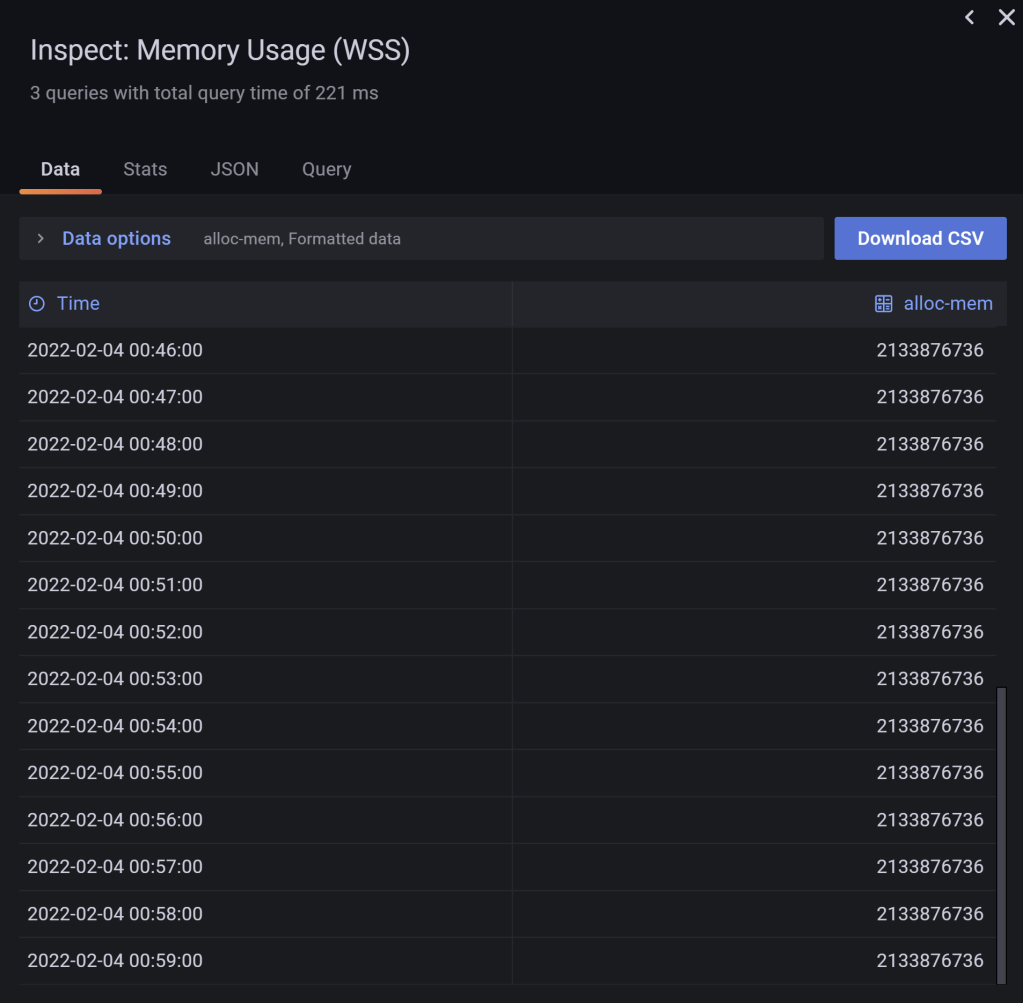 Inspect: Memory Usage (WSS)
3 queries with total query time of 221 ms
Data Stats JSON Query
Data options alloc-mem, Formatted data Download CSV
Time alloc-mem
2022-02-04 00:46:00 2133876736
2022-02-04 00:47:00 2133876736
2022-02-04 00:48:00 2133876736
2022-02-04 00:49:00 2133876736
2022-02-04 00:50:00 2133876736
2022-02-04 00:51:00 2133876736
2022-02-04 00:52:00 2133876736
2022-02-04 00:53:00 2133876736
2022-02-04 00:54:00 2133876736
2022-02-04 00:55:00 2133876736
2022-02-04 00:56:00 2133876736
2022-02-04 00:57:00 2133876736
2022-02-04 00:58:00 2133876736
2022-02-04 00:59:00 2133876736